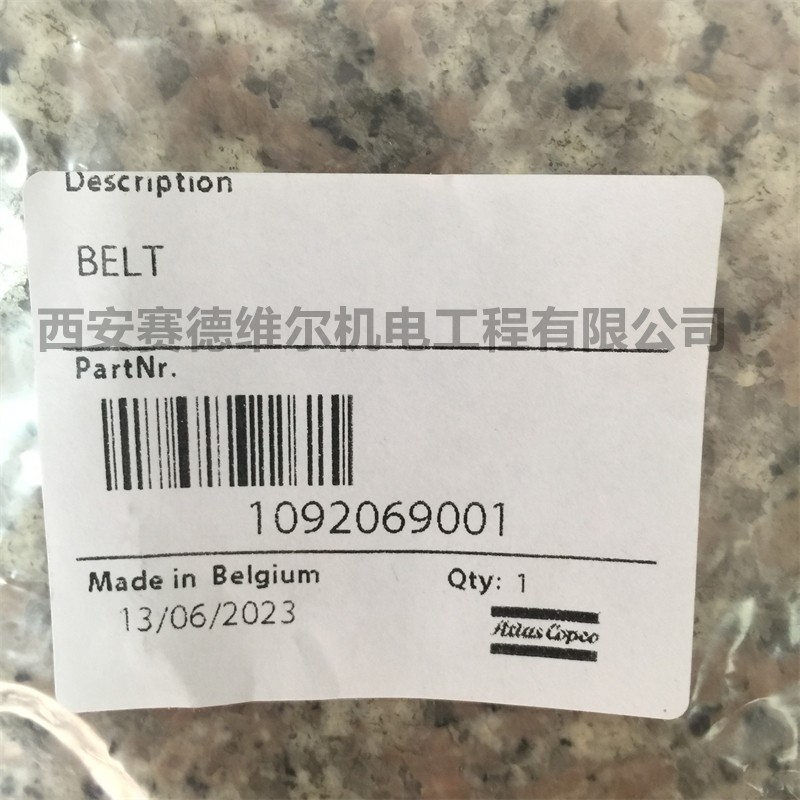 Description
BELT
西安赛德维尔机电工程有限公司
PartNr.
1092069001
Made in Belgium
Qty: 1
13/06/2023
Atlas Copco